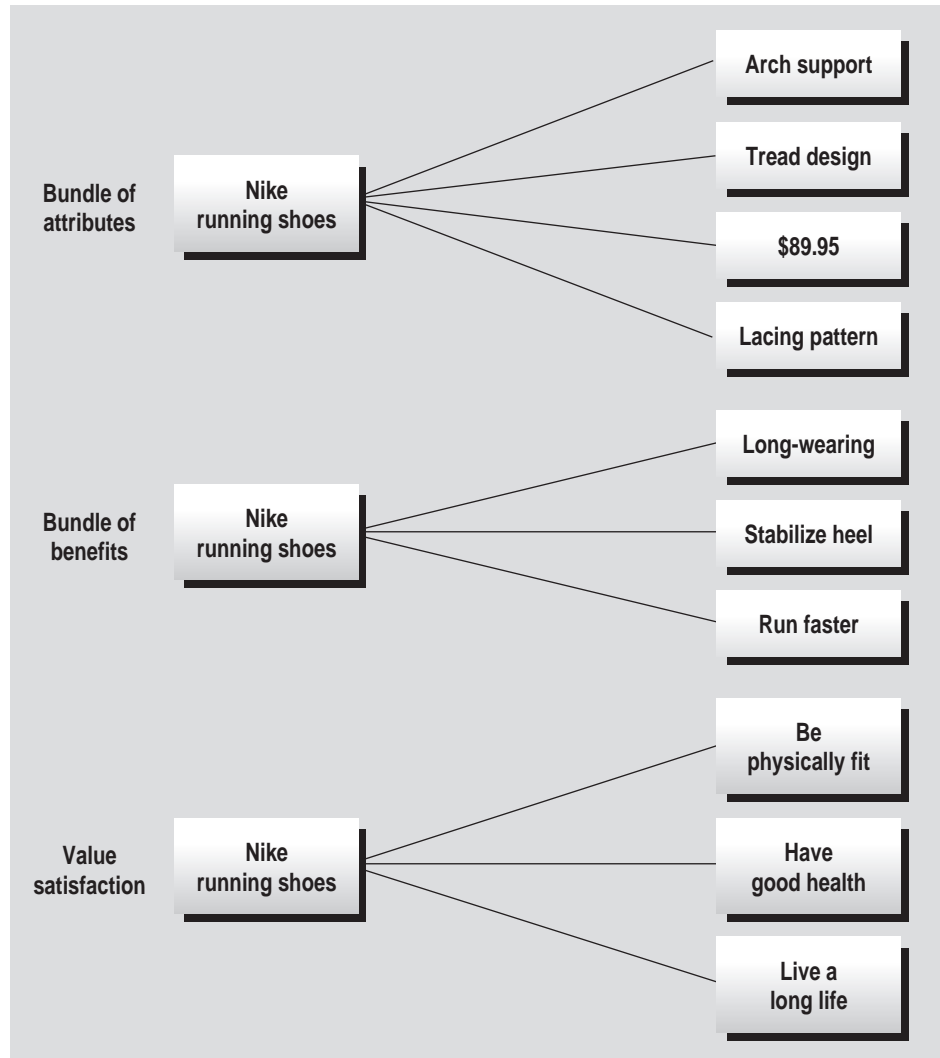 Bundle of
attributes
Nike
running shoes
Arch support
Tread design
$89.95
Lacing pattern
Bundle of
benefits
Nike
running shoes
Long-wearing
Stabilize heel
Run faster
Value
satisfaction
Nike
running shoes
Be
physically fit
Have
good health
Live a
long life